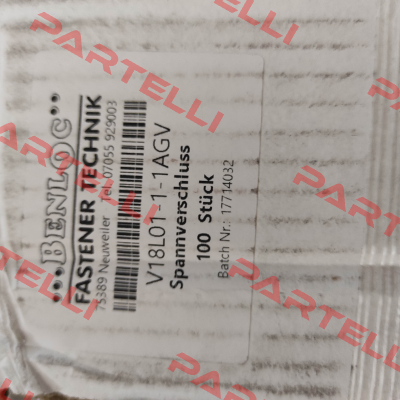 •••BENLOC•••
FASTENER TECHNIK
75389 Neuweiler Tel. 07055 929003
V18L01-1-1AGV
Spannverschluss
100 Stück
Batch Nr.: 17714032
PARTELLI
PARTELLI
PARTELLI
PARTELLI
PARTELLI